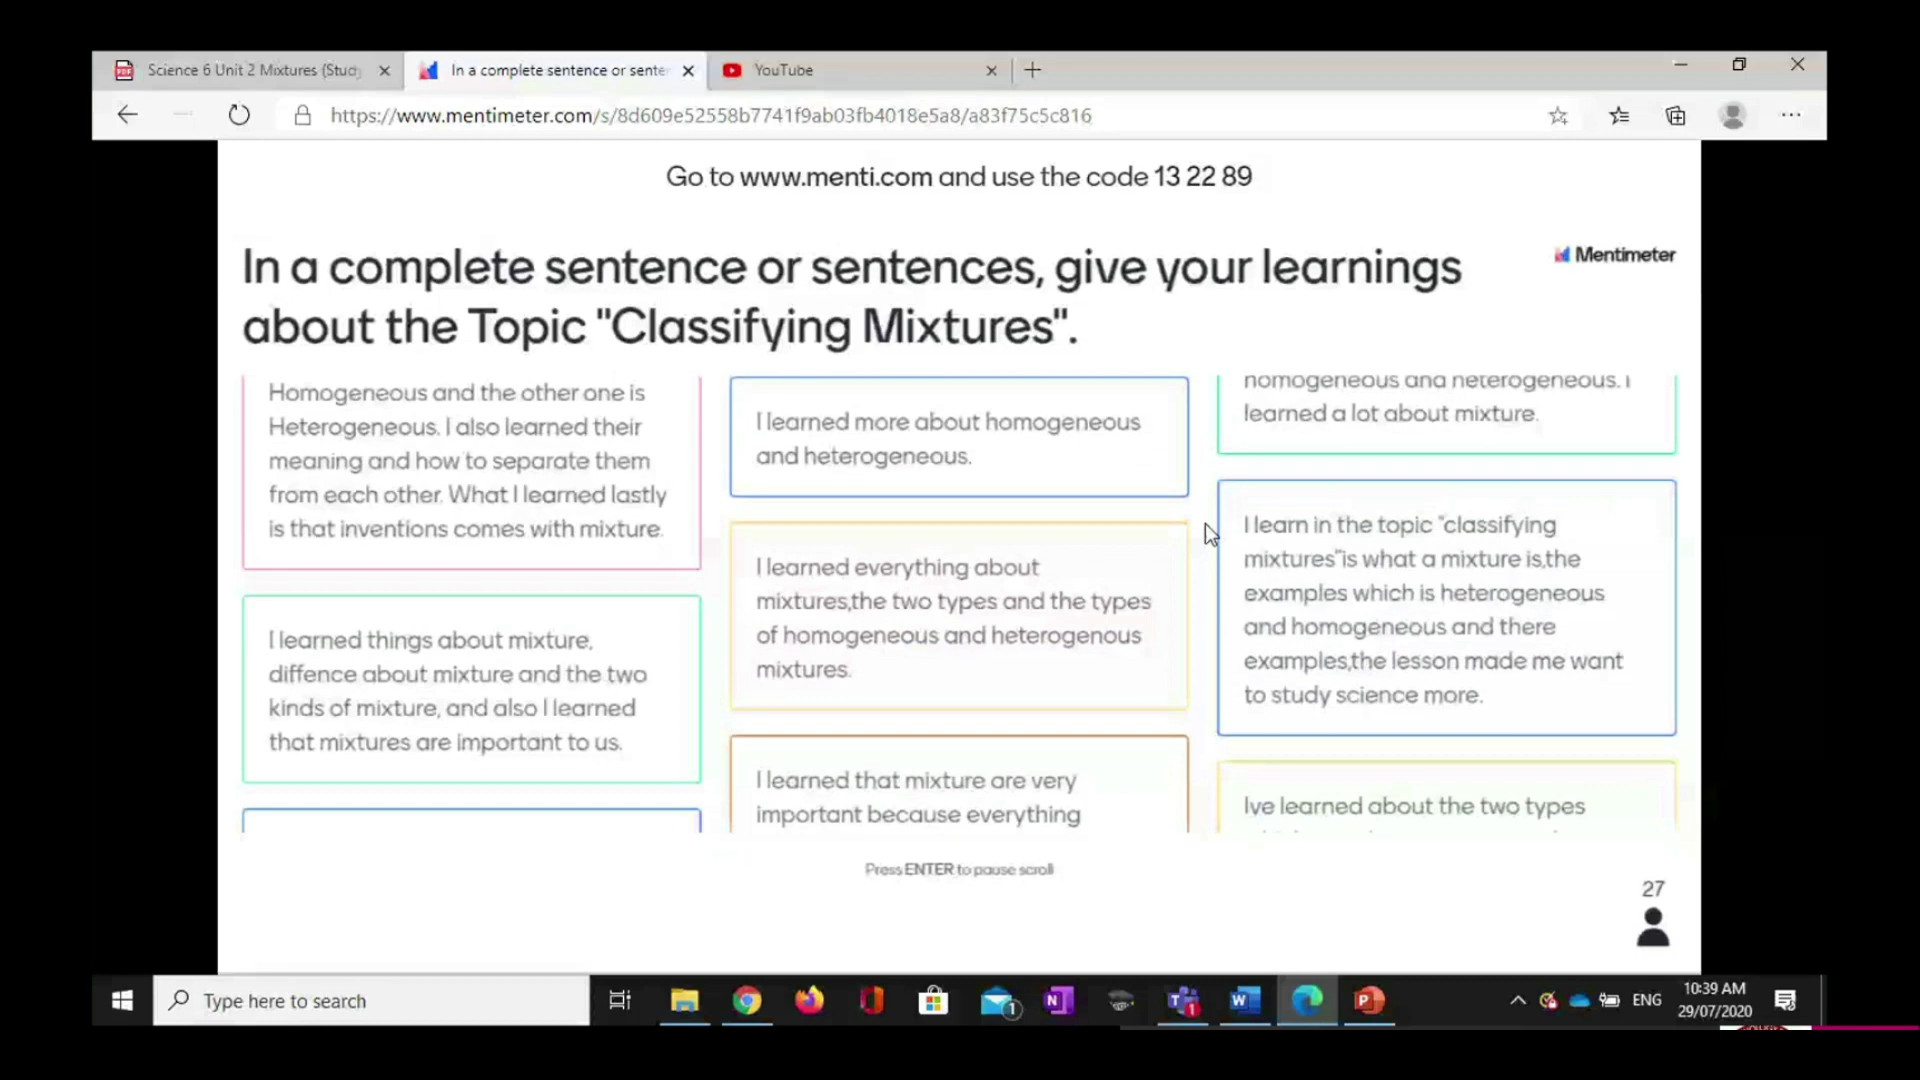 Science 6 Unit 2 Mixtures (Stud
In a complete sentence or sente
YouTube
https://www.mentimeter.com/s/8d609e52558b7741f9ab03fb4018e5a8/a83f75c5c816
Go to www.menti.com and use the code 13 22 89
In a complete sentence or sentences, give your learnings
about the Topic "Classifying Mixtures".
Mentimeter
Homogeneous and the other one is
Heterogeneous. I also learned their
meaning and how to separate them
from each other. What I learned lastly
is that inventions comes with mixture.
I learned things about mixture,
diffence about mixture and the two
kinds of mixture, and also I learned
that mixtures are important to us.
I learned more about homogeneous
and heterogeneous.
I learned everything about
mixtures,the two types and the types
of homogeneous and heterogenous
mixtures.
I learned that mixture are very
important because everything
homogeneous and heterogeneous. I
learned a lot about mixture.
I learn in the topic "classifying
mixtures"is what a mixture is,the
examples which is heterogeneous
and homogeneous and there
examples,the lesson made me want
to study science more.
Ive learned about the two types
Press ENTER to pause scroll
27
Type here to search
1
1
ENG
10:39 AM
29/07/2020